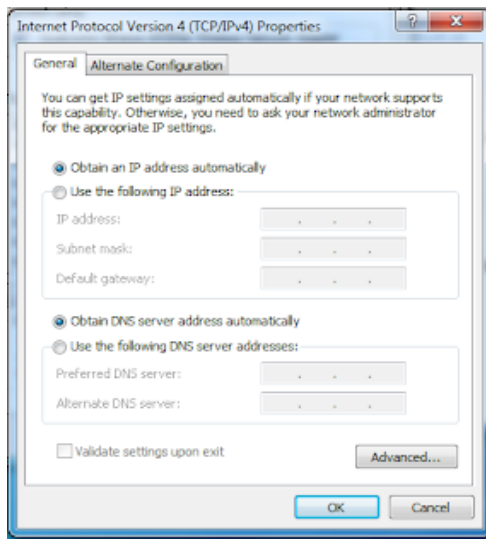 Internet Protocol Version 4 (TCP/IPv4) Properties
?
General
Alternate Configuration
You can get IP settings assigned automatically if your network supports
this capability. Otherwise, you need to ask your network administrator
for the appropriate IP settings.
Obtain an IP address automatically
Use the following IP address:
IP address:
Subnet mask:
Default gateway:
Obtain DNS server address automatically
Use the following DNS server addresses:
Preferred DNS server:
Alternate DNS server:
Validate settings upon exit
Advanced...
OK
Cancel